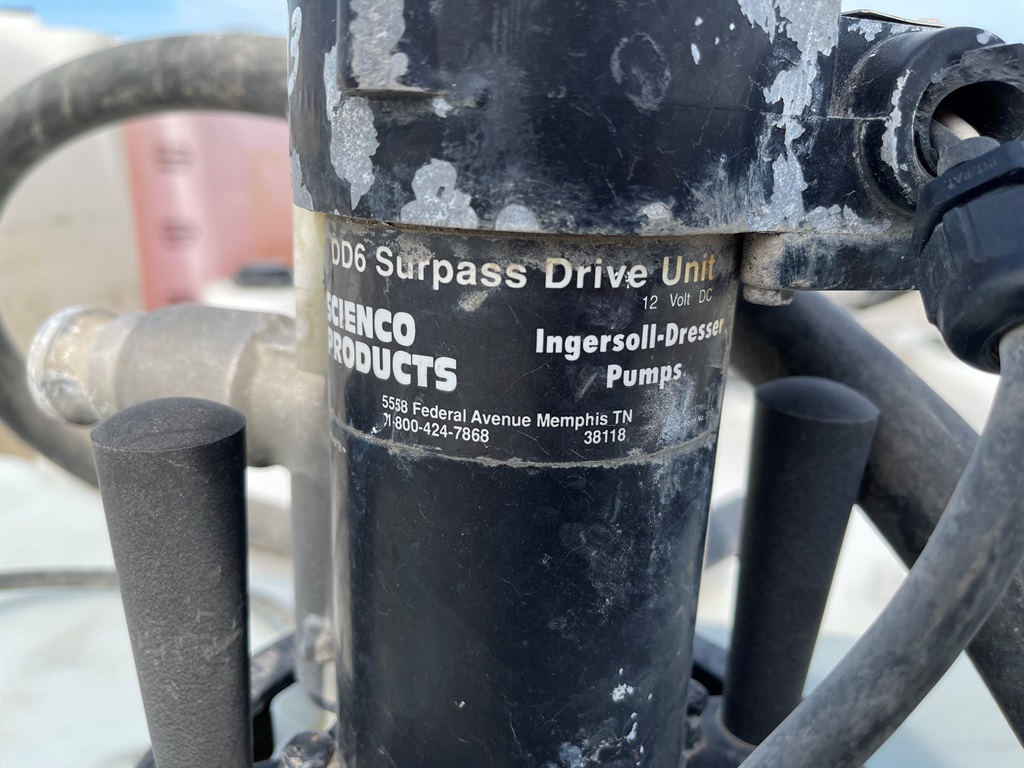 DD6 Surpass Drive Unit
12 Volt DC
SCIENCO
PRODUCTS
Ingersoll-Dresser
Pumps
5558 Federal Avenue Memphis TN
1-800-424-7868 38118